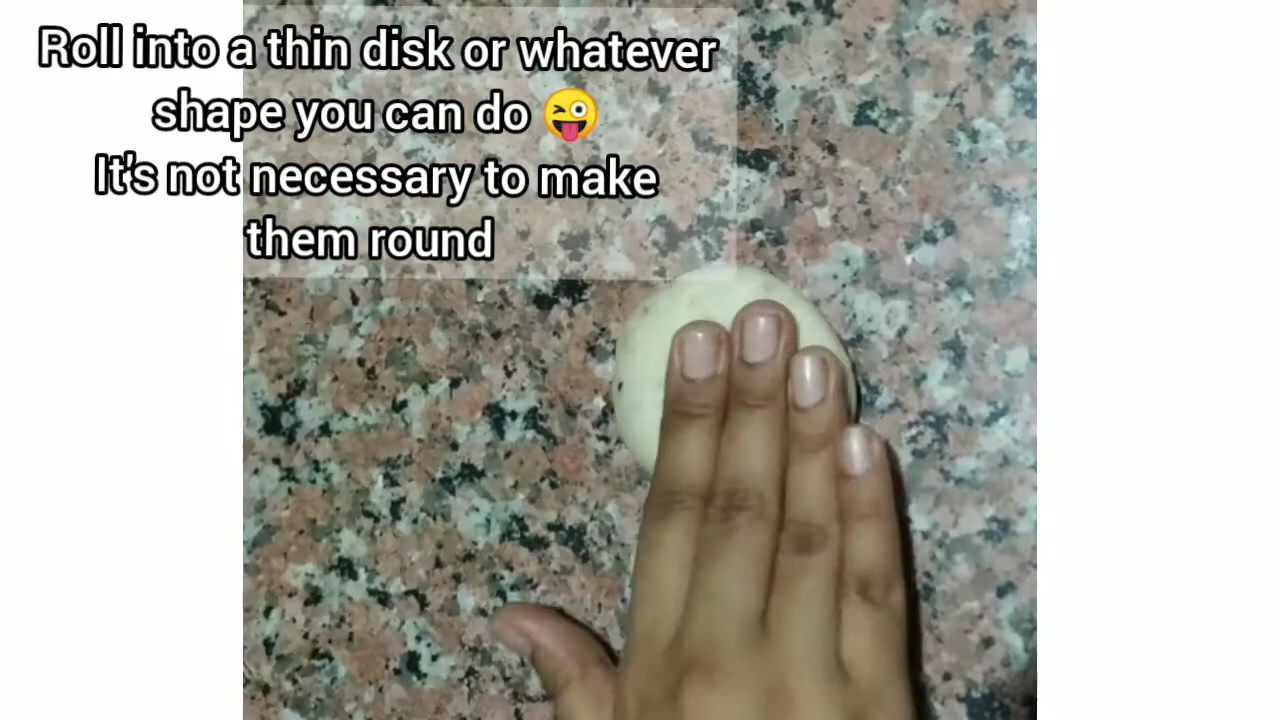 Roll into a thin disk or whatever
shape you can do 😜
It's not necessary to make
them round